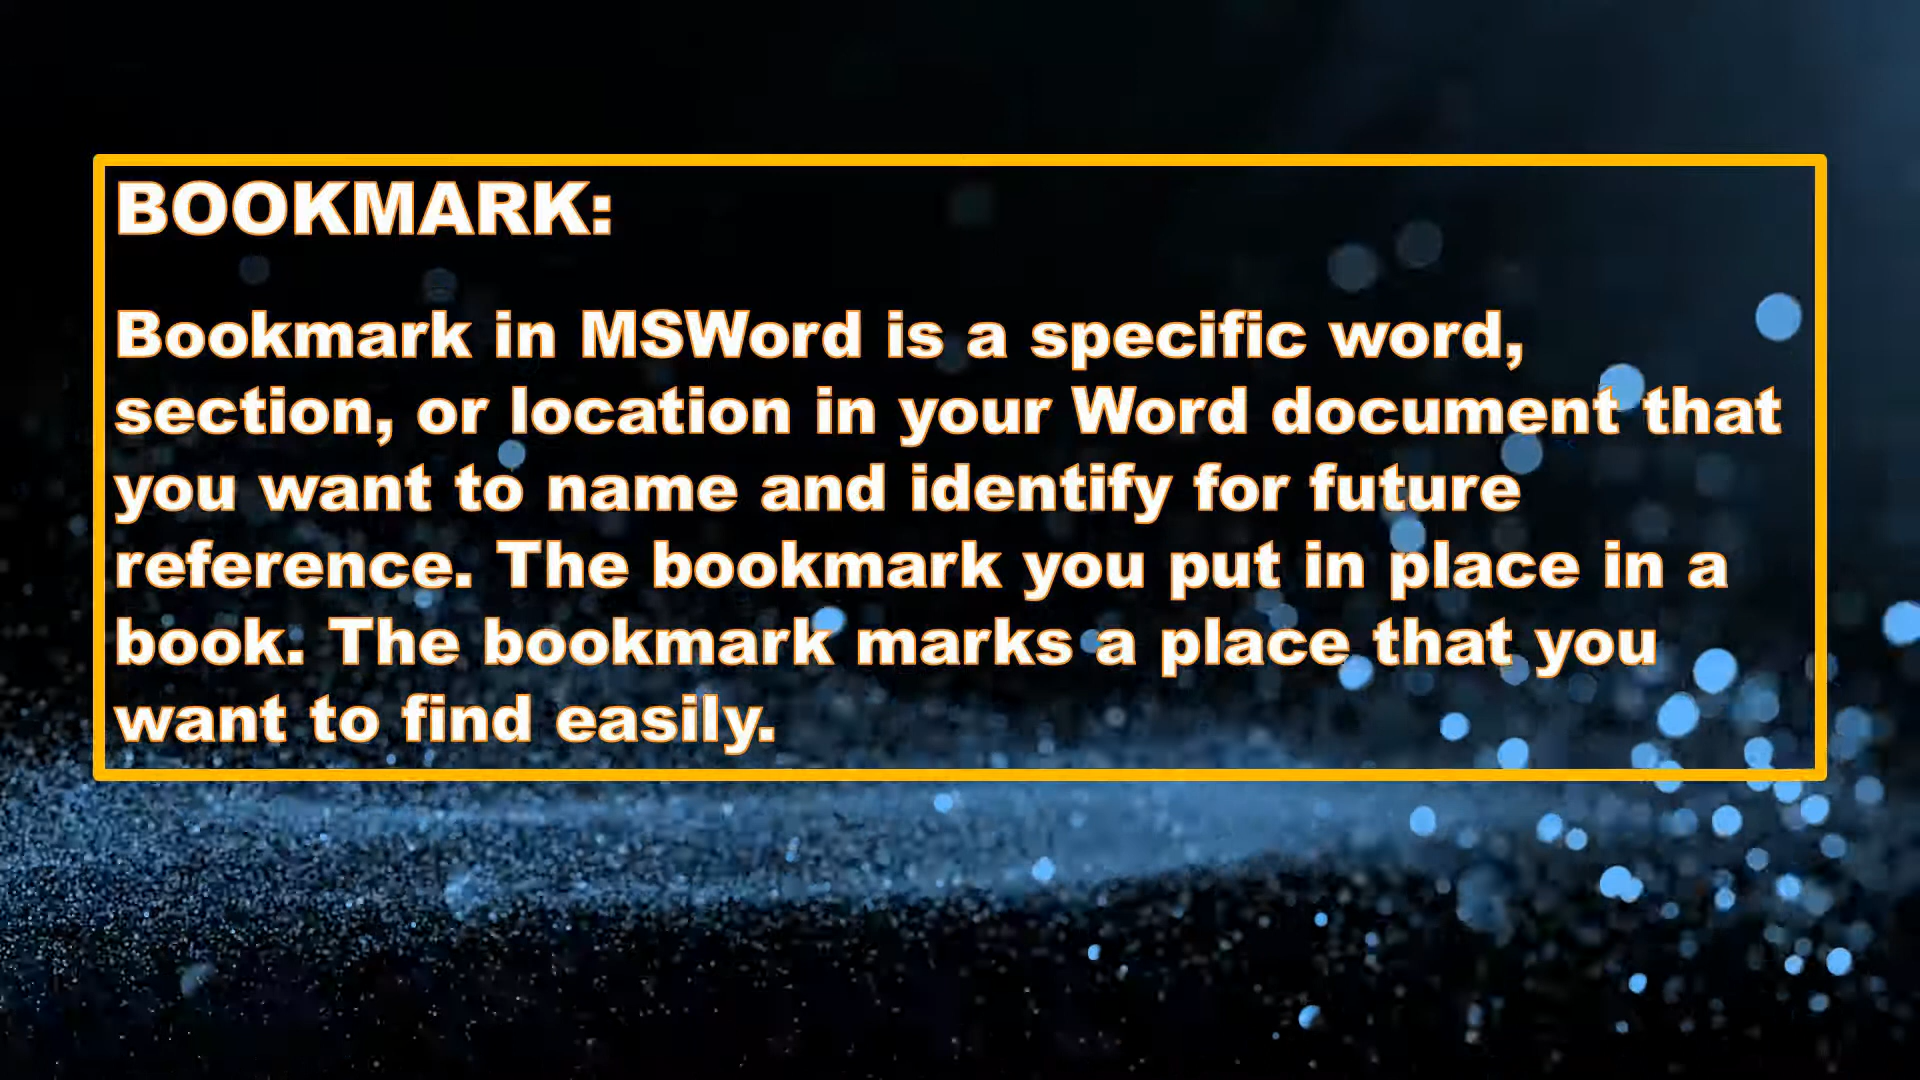 BOOKMARK:
Bookmark in MSWord is a specific word,
section, or location in your Word document that
you want to name and identify for future
reference. The bookmark you put in place in a
book. The bookmark marks a place that you
want to find easily.